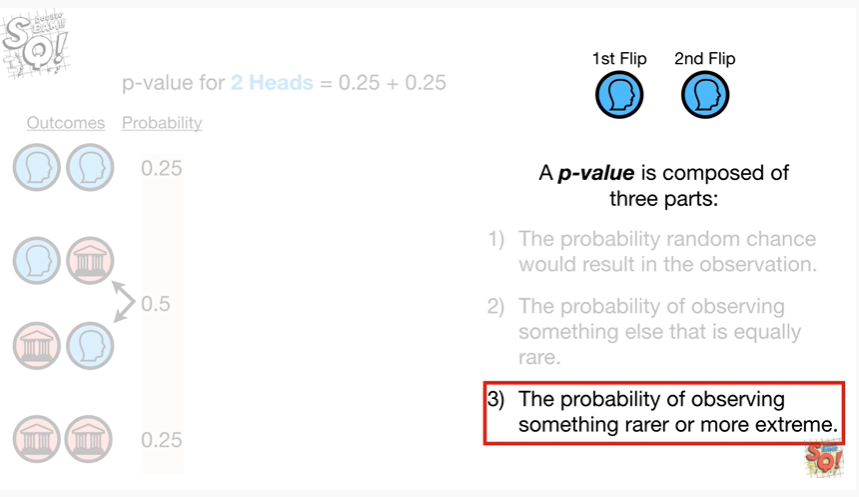 SQ!
p-value for 2 Heads = 0.25 + 0.25
Outcomes Probability
0.25
0.5
0.25
1st Flip 2nd Flip
A p-value is composed of
three parts:
1) The probability random chance
would result in the observation.
2) The probability of observing
something else that is equally
rare.
3) The probability of observing
something rarer or more extreme.
SQ!